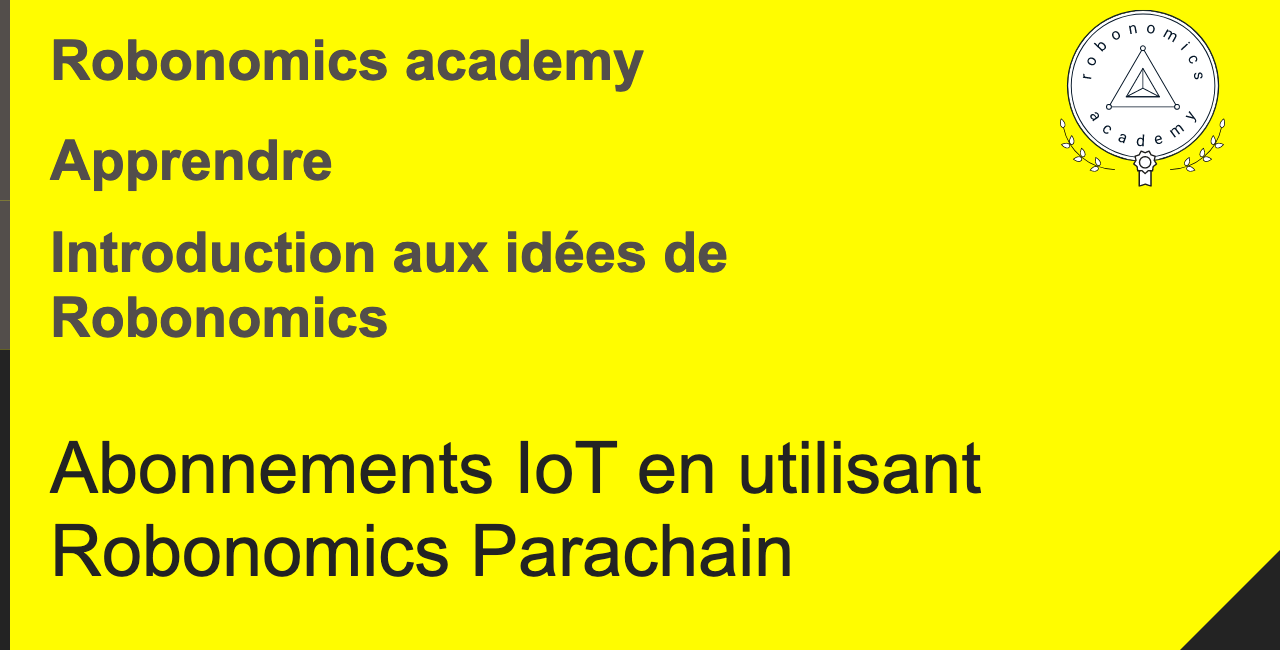 Robonomics academy
Apprendre
Introduction aux idées de
Robonomics
Abonnements IoT en utilisant
Robonomics Parachain
robonomics
academy